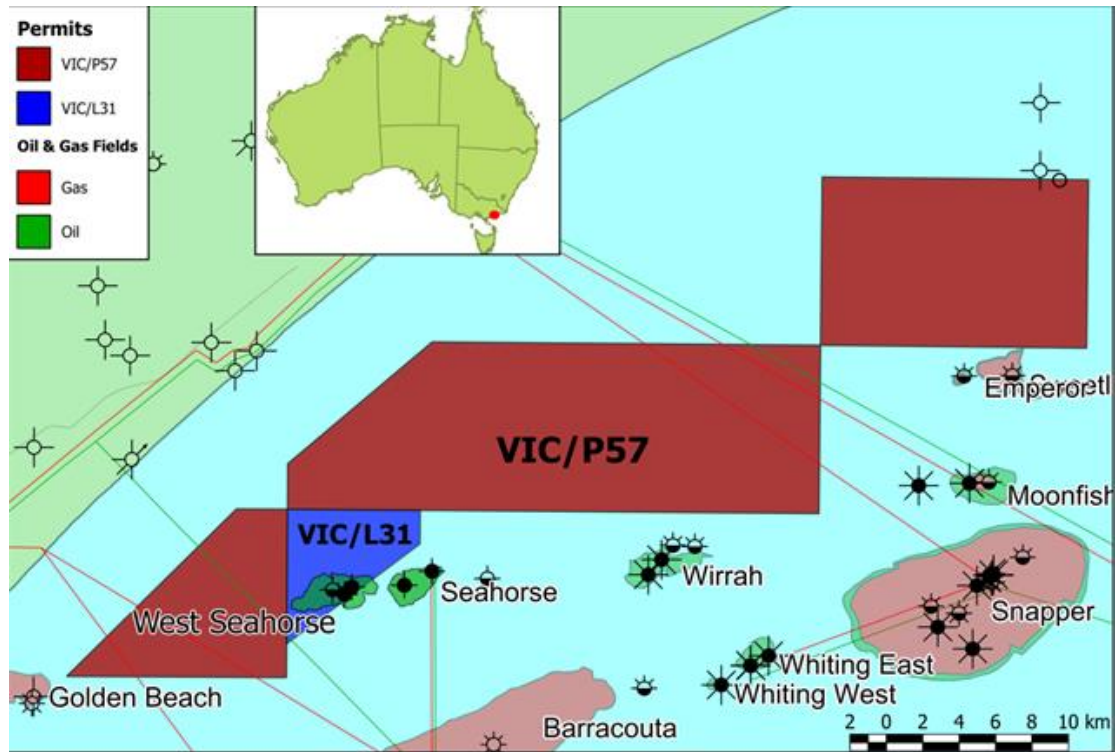 Permits
VIC/P57
VIC/L31
Oil & Gas Fields
Gas
Oil
Emperor
VIC/P57
Moonfish
VIC/L31
Wirrah
Seahorse
Snapper
West Seahorse
Whiting East
Golden Beach
Whiting West
Barracouta
2 0 2 4 6 8 10 km